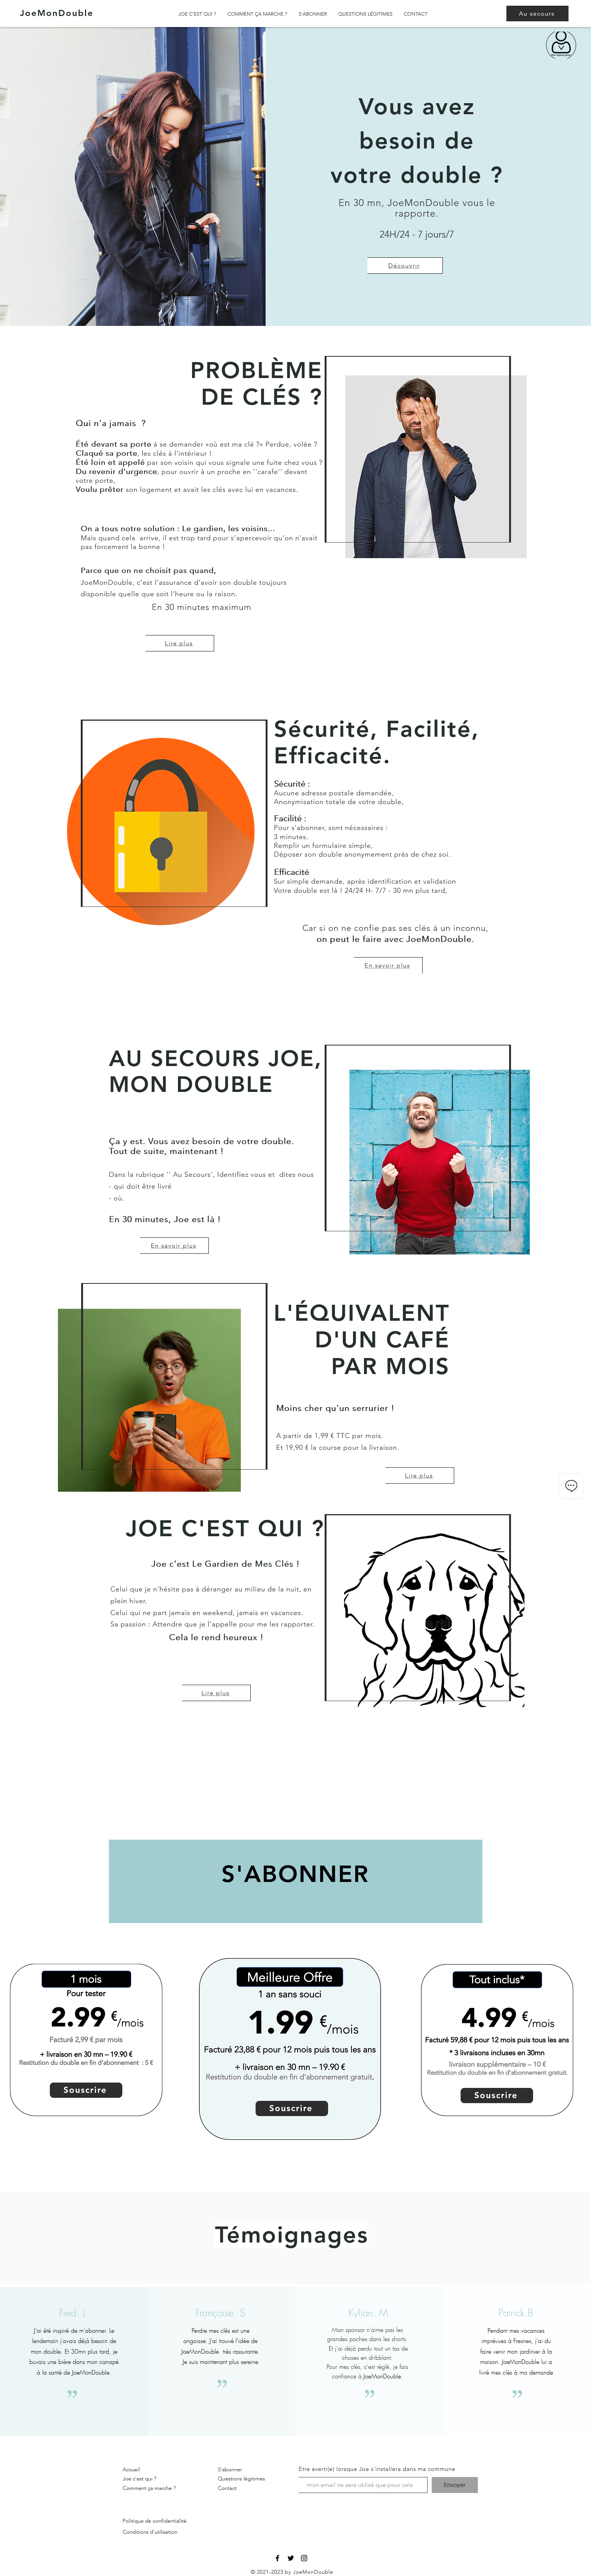 JoeMonDouble
JOE C'EST QUI ?
COMMENT ÇA MARCHE ?
S'ABONNER
QUESTIONS LÉGITIMES
CONTACT
Au secours
Vous avez
besoin de
votre double ?
En 30 mn, JoeMonDouble vous le
rapporte.
24H/24 - 7 jours/7
Découvrir
PROBLÈME
DE CLÉS ?
Qui n'a jamais  ?
Été devant sa porte à se demander «où est ma clé ?» Perdue, volée ?
Claqué sa porte, les clés à l'intérieur !
Été loin et appelé par son voisin qui vous signale une fuite chez vous ?
Du revenir d'urgence, pour ouvrir à un proche en ''carafe'' devant
votre porte,
Voulu prêter son logement et avait les clés avec lui en vacances.
On a tous notre solution : Le gardien, les voisins...
Mais quand cela  arrive, il est trop tard pour s'apercevoir qu'on n'avait
pas forcement la bonne !
Parce que on ne choisit pas quand,
JoeMonDouble, c'est l'assurance d'avoir son double toujours
disponible quelle que soit l'heure ou la raison.
En 30 minutes maximum
Lire plus
Sécurité, Facilité,
Efficacité.
Sécurité :
Aucune adresse postale demandée,
Anonymisation totale de votre double,
Facilité :
Pour s'abonner, sont nécessaires :
3 minutes.
Remplir un formulaire simple,
Déposer son double anonymement près de chez soi.
Efficacité
Sur simple demande, après identification et validation
Votre double est là ! 24/24 H- 7/7 - 30 mn plus tard,
Car si on ne confie pas ses clés à un inconnu,
on peut le faire avec JoeMonDouble.
En savoir plus
AU SECOURS JOE,
MON DOUBLE
Ça y est. Vous avez besoin de votre double.
Tout de suite, maintenant !
Dans la rubrique '' Au Secours', Identifiez vous et  dites nous
- qui doit être livré
- où.
En 30 minutes, Joe est là !
En savoir plus
L'ÉQUIVALENT
D'UN CAFÉ
PAR MOIS
Moins cher qu'un serrurier !
A partir de 1,99 € TTC par mois.
Et 19,90 € la course pour la livraison.
Lire plus
JOE C'EST QUI ?
Joe c'est Le Gardien de Mes Clés !
Celui que je n'hésite pas à déranger au milieu de la nuit, en
plein hiver.
Celui qui ne part jamais en weekend, jamais en vacances.
Sa passion : Attendre que je l'appelle pour me les rapporter.
Cela le rend heureux !
Lire plus
S'ABONNER
1 mois
Pour tester
2.99 €/mois
Facturé 2,99 € par mois
+ livraison en 30 mn – 19.90 €
Restitution du double en fin d'abonnement  : 5 €
Souscrire
Meilleure Offre
1 an sans souci
1.99 €/mois
Facturé 23,88 € pour 12 mois puis tous les ans
+ livraison en 30 mn – 19.90 €
Restitution du double en fin d'abonnement gratuit.
Souscrire
Tout inclus*
4.99 €/mois
Facturé 59,88 € pour 12 mois puis tous les ans
* 3 livraisons incluses en 30mn
livraison supplémentaire – 10 €
Restitution du double en fin d'abonnement gratuit.
Souscrire
Témoignages
Fred. L
J'ai été inspiré de m'abonner. Le
lendemain j'avais déjà besoin de
mon double. Et 30mn plus tard, je
buvais une bière dans mon canapé
à la santé de JoeMonDouble.
”
Françoise. S
Perdre mes clés est une
angoisse. J'ai trouvé l'idée de
JoeMonDouble  très rassurante.
Je suis maintenant plus sereine
”
Kylian. M
Mon sponsor n'aime pas les
grandes poches dans les shorts.
Et j'ai déjà perdu tout un tas de
choses en dribblant.
Pour mes clés, c'est réglé, je fais
confiance à JoeMonDouble.
”
Patrick.B
Pendant mes vacances
imprévues à Fresnes, j'ai du
faire venir mon jardinier à la
maison. JoeMonDouble lui a
livré mes clés à ma demande
”
Accueil
Joe c'est qui ?
Comment ça marche ?
S'abonner
Questions légitimes
Contact
Etre averti(e) lorsque Joe s'installera dans ma commune
mon email ne sera utilisé que pour cela
Envoyer
Politique de confidentialité
Conditions d'utilisation
© 2021-2023 by JoeMonDouble